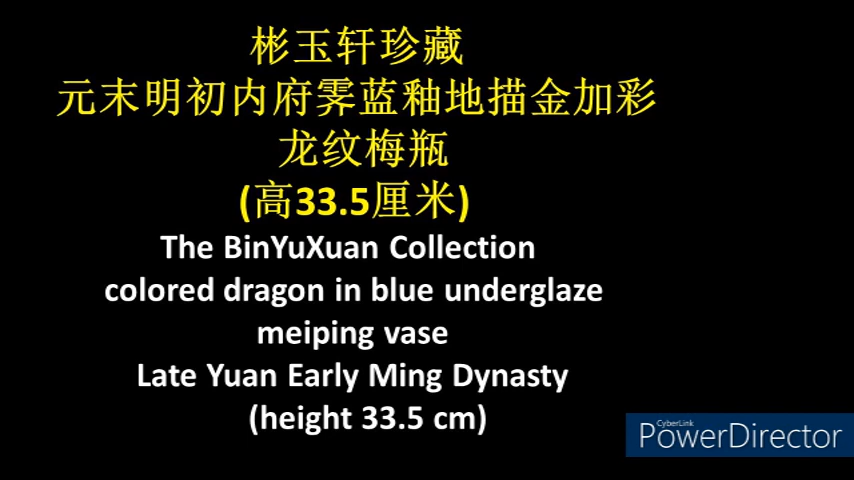 彬玉轩珍藏
元末明初内府霁蓝釉地描金加彩
龙纹梅瓶
(高33.5厘米)
The BinYuXuan Collection
colored dragon in blue underglaze
meiping vase
Late Yuan Early Ming Dynasty
(height 33.5 cm)
CyberLink
PowerDirector